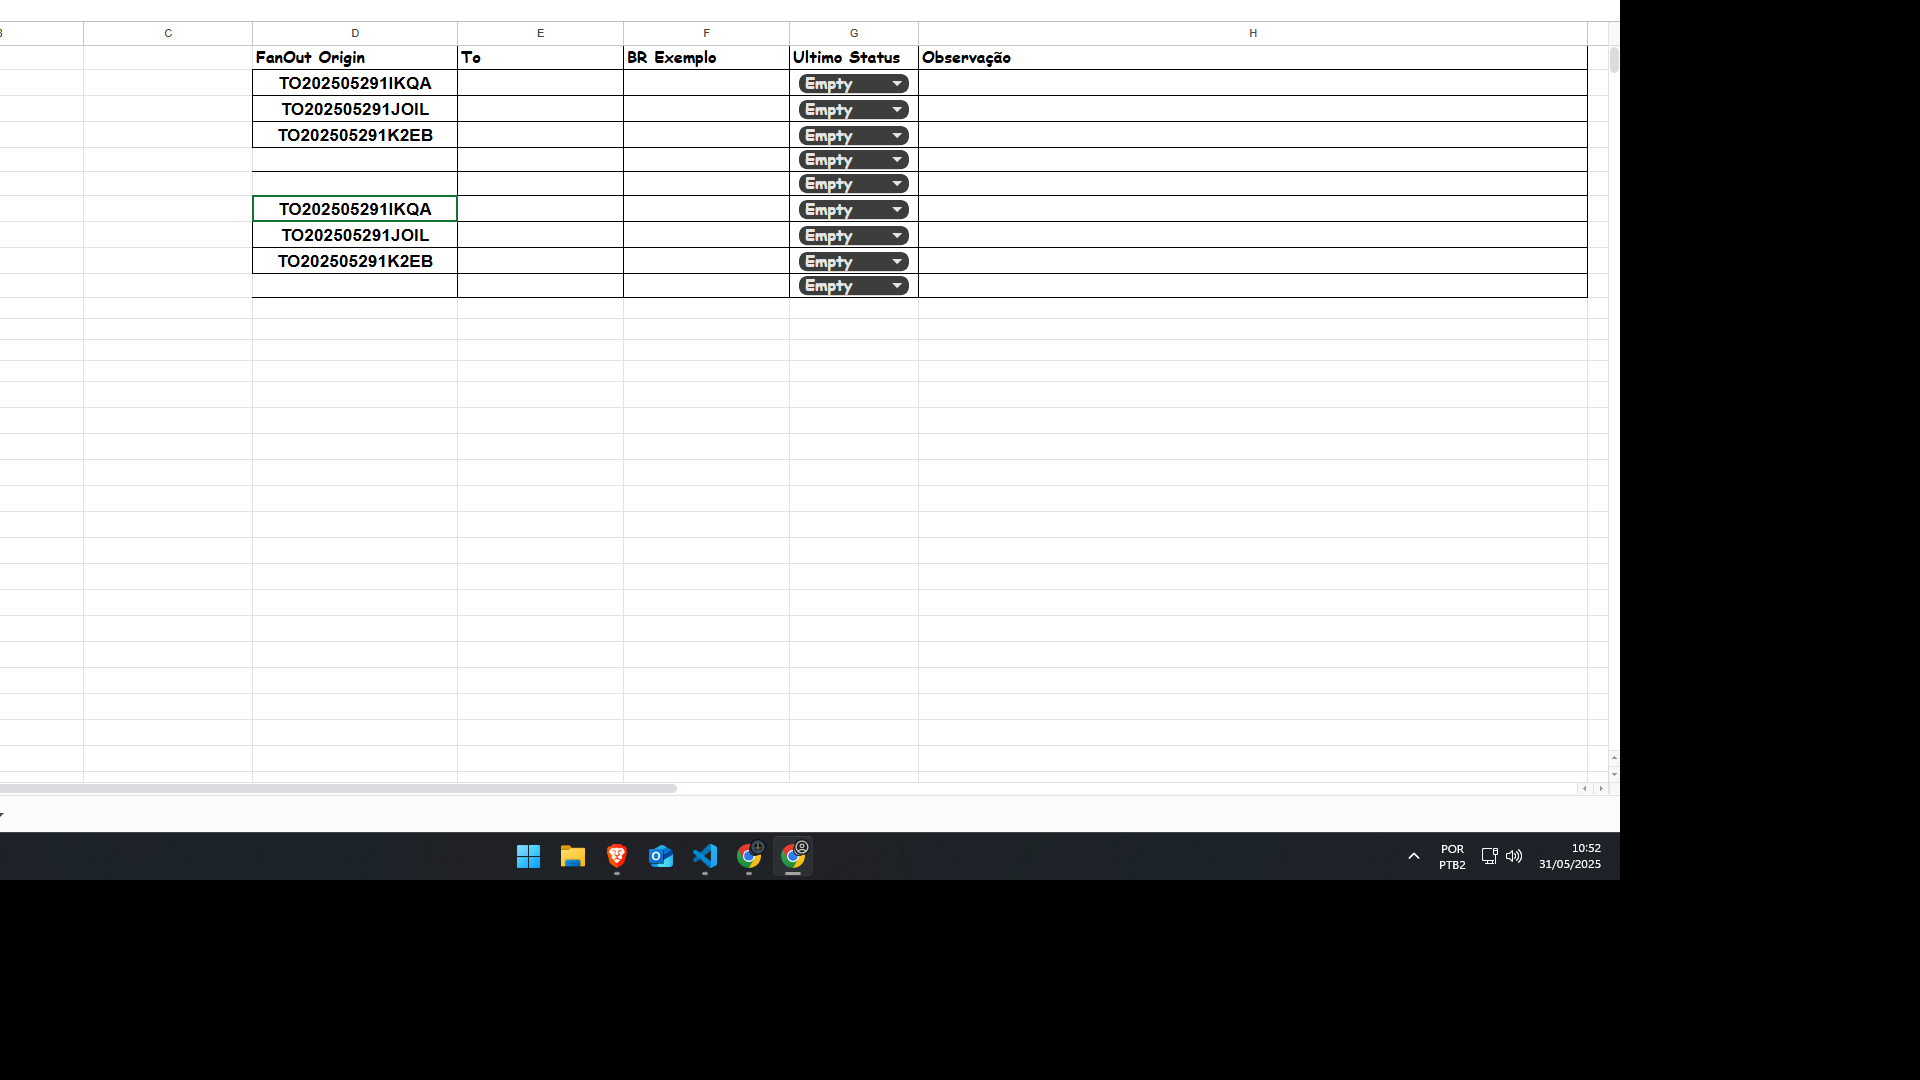 C D E F G H
FanOut Origin To BR Exemplo Ultimo Status Observação
TO202505291IKQA Empty
TO202505291JOIL Empty
TO202505291K2EB Empty
Empty
Empty
TO202505291IKQA Empty
TO202505291JOIL Empty
TO202505291K2EB Empty
Empty
POR 10:52
PTB2 31/05/2025